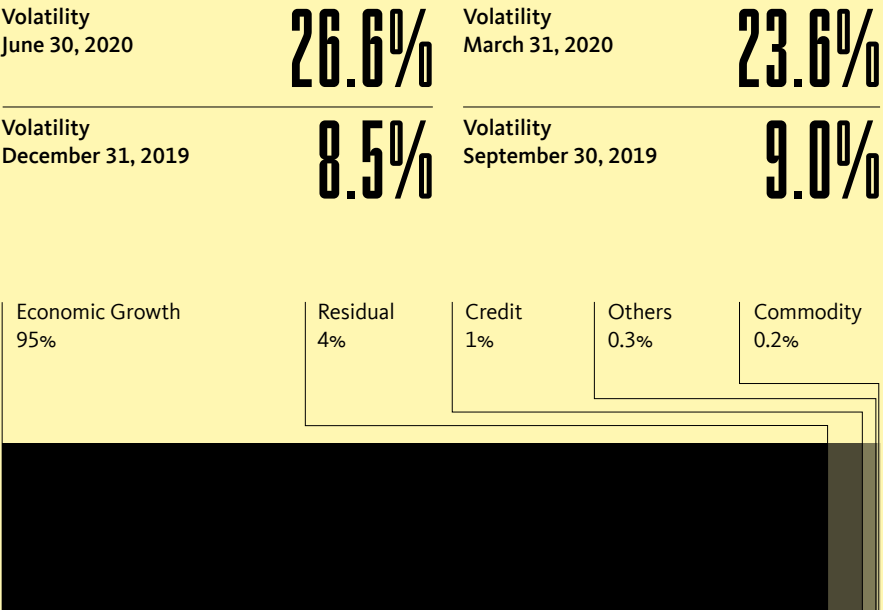 Volatility
June 30, 2020
26.6%
Volatility
March 31, 2020
23.6%
Volatility
December 31, 2019
8.5%
Volatility
September 30, 2019
9.0%
Economic Growth
95%
Residual
4%
Credit
1%
Others
0.3%
Commodity
0.2%